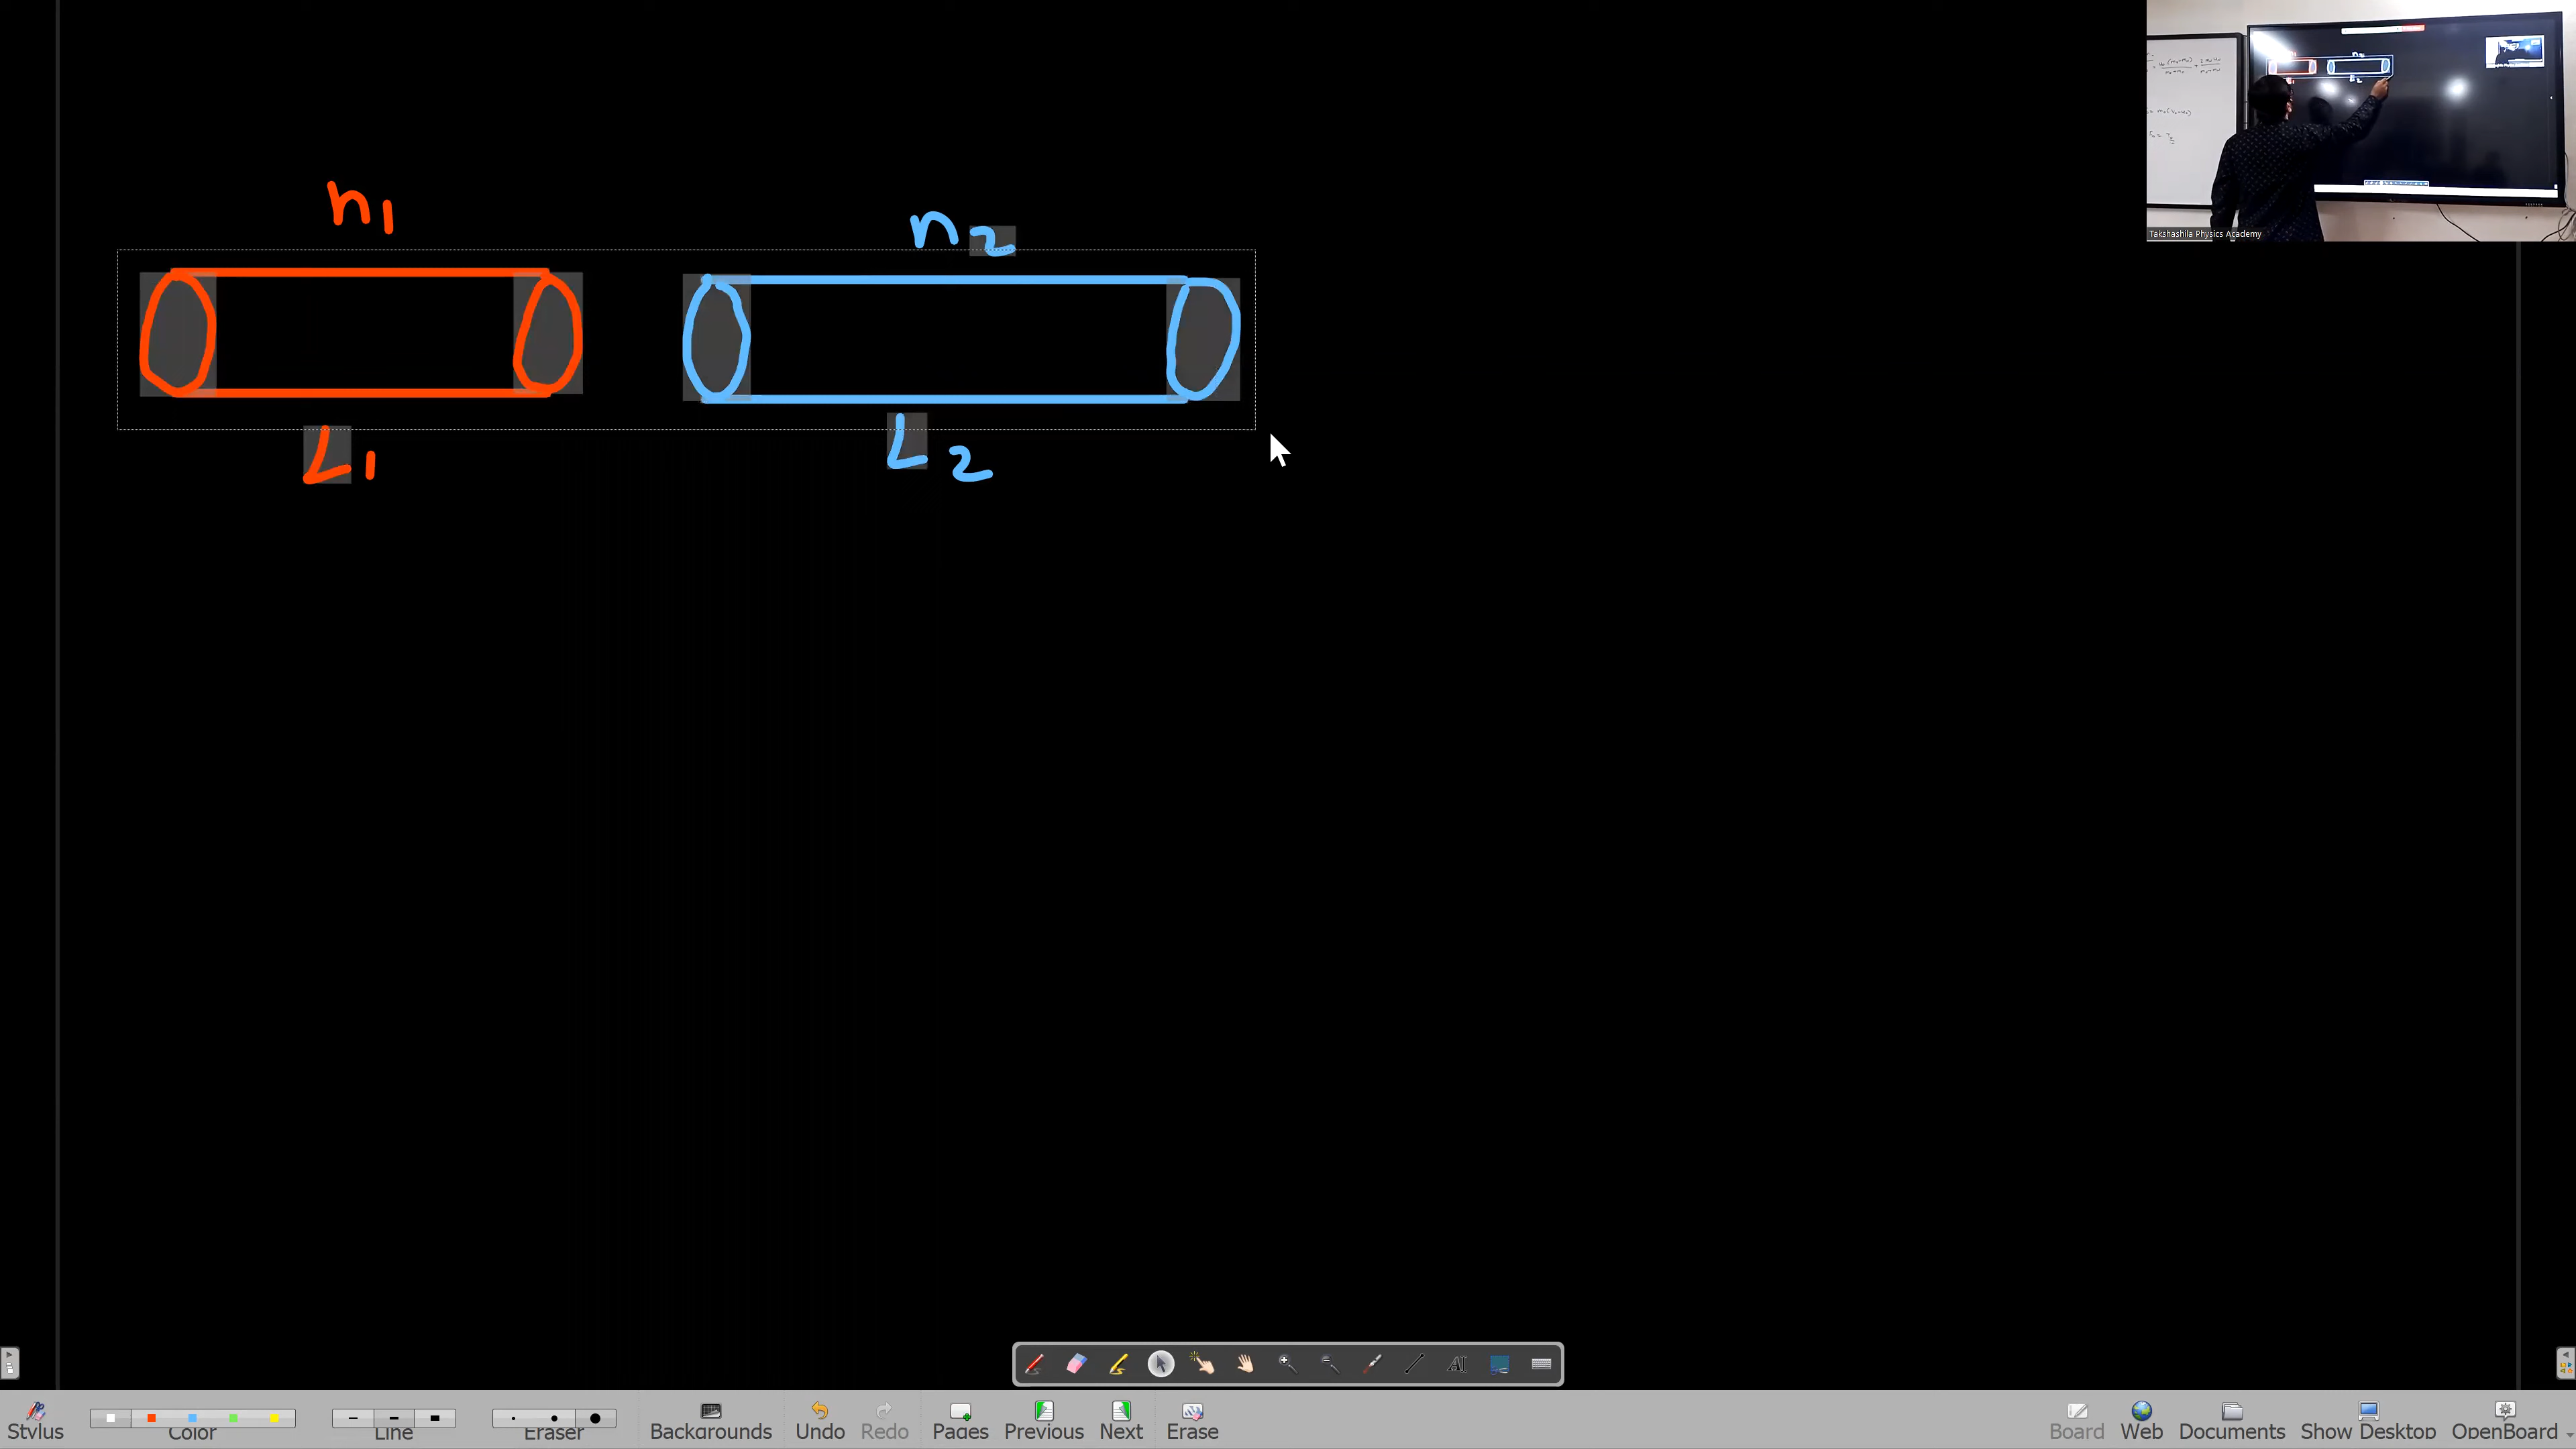 n1
n2
L1
L2
Takshashila Physics Academy
Stylus
Color
Line
Eraser
Backgrounds
Undo
Redo
Pages
Previous
Next
Erase
Board
Web
Documents
Show Desktop
OpenBoard